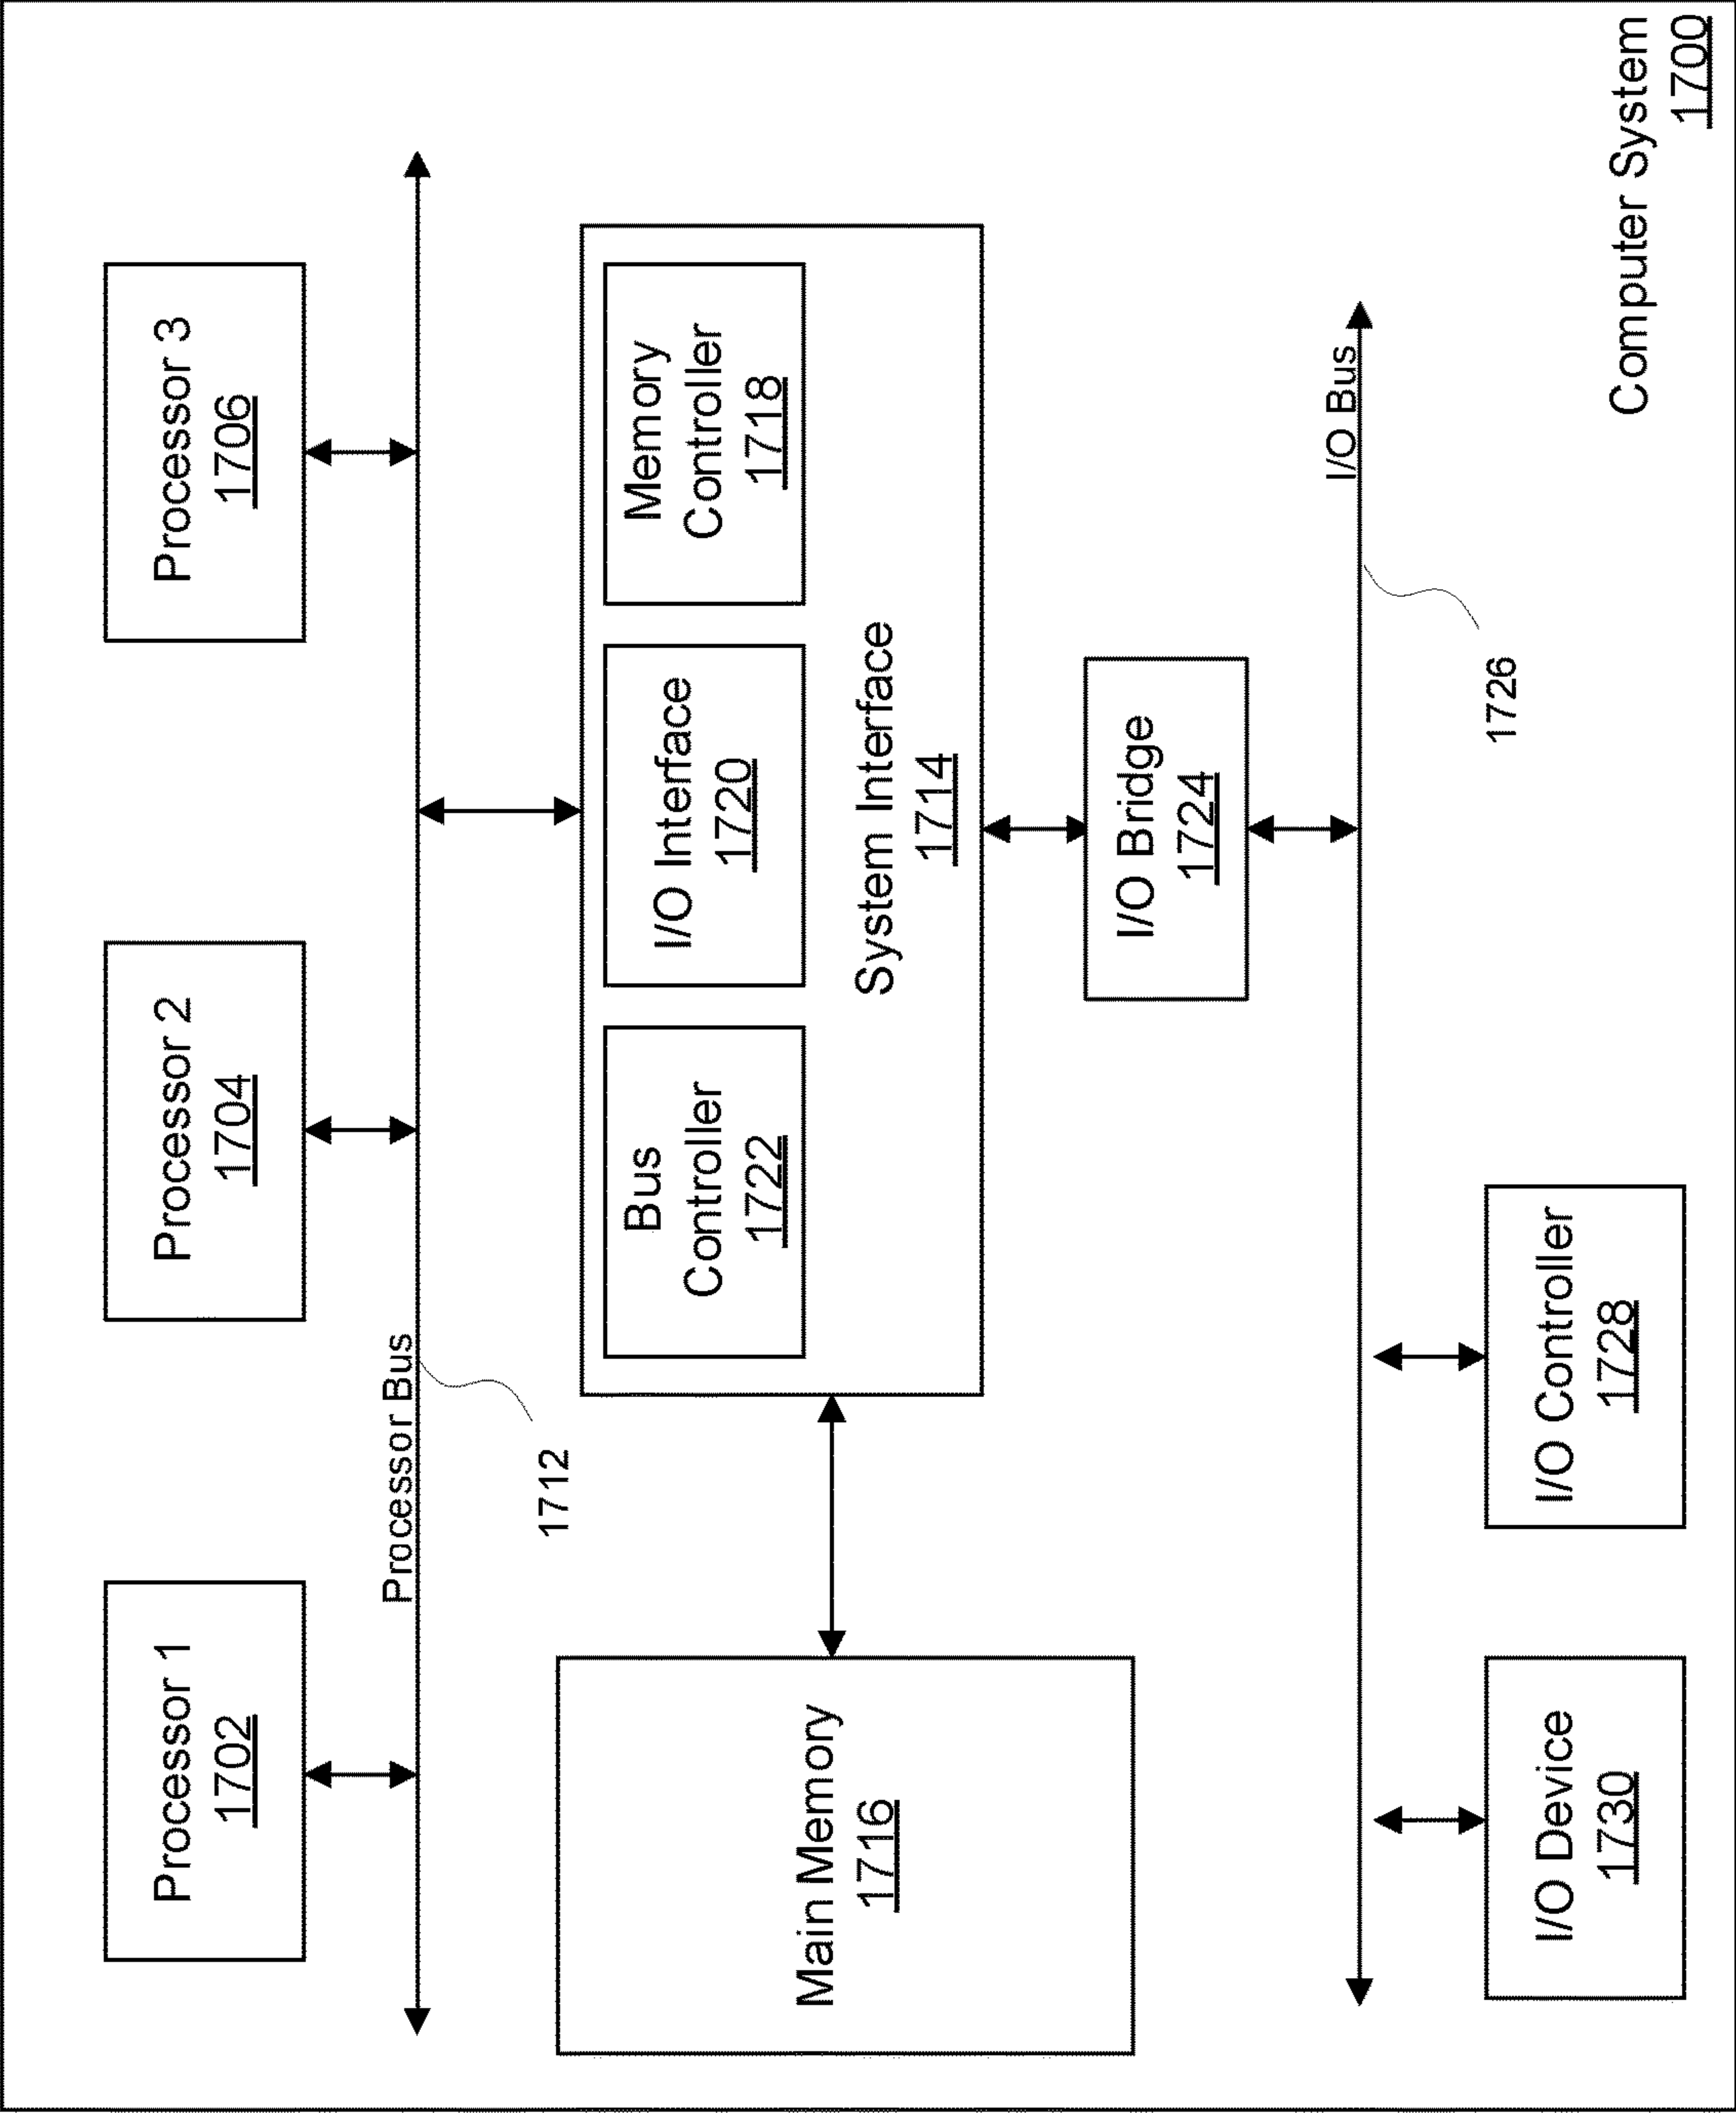 Processor 1
1702
Processor 2
1704
Processor 3
1706
Processor Bus
1712
Main Memory
1716
Bus
Controller
1722
I/O Interface
1720
Memory
Controller
1718
System Interface
1714
I/O Bridge
1724
I/O Bus
1726
I/O Device
1730
I/O Controller
1728
Computer System
1700